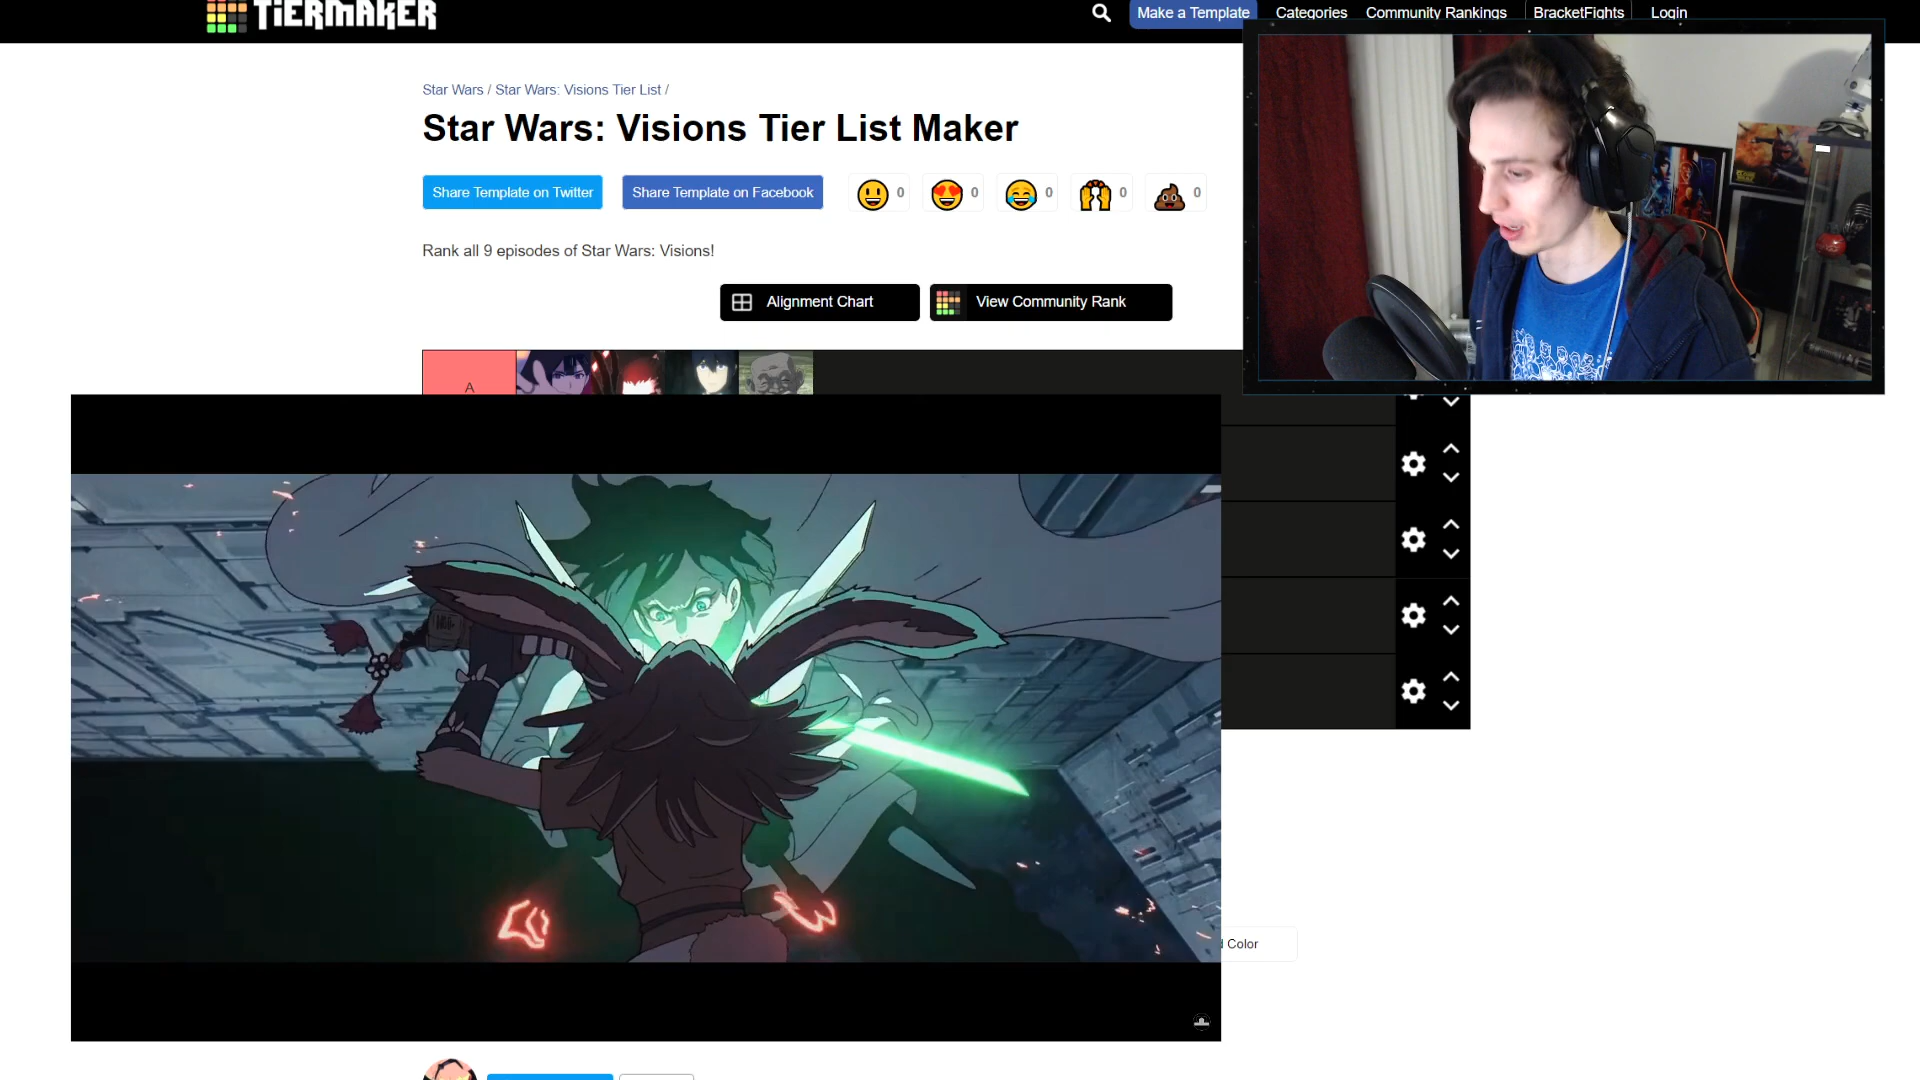 TiERMAKER
Make a Template
Categories
Community Rankings
BracketFights
Login
Star Wars / Star Wars: Visions Tier List /
Star Wars: Visions Tier List Maker
Share Template on Twitter
Share Template on Facebook
0
0
0
0
0
Rank all 9 episodes of Star Wars: Visions!
Alignment Chart
View Community Rank
A
Color